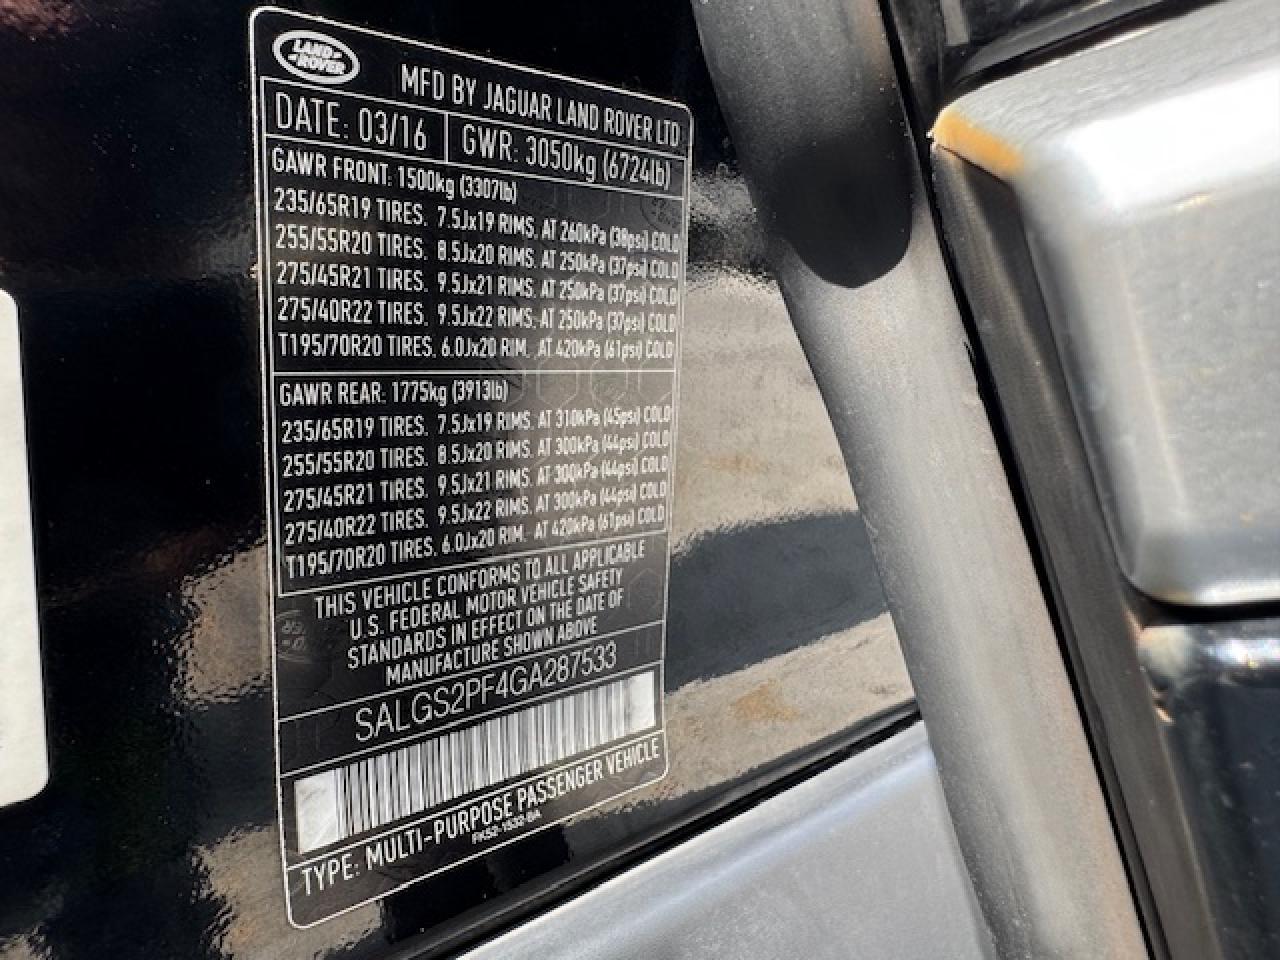 LAND ROVER
MFD BY JAGUAR LAND ROVER LTD
DATE: 03/16 GWR: 3050kg (6724lb)
GAWR FRONT: 1500kg (3307lb)
235/65R19 TIRES. 7.5Jx19 RIMS. AT 260kPa (38psi) COLD
255/55R20 TIRES. 8.5Jx20 RIMS. AT 250kPa (37psi) COLD
275/45R21 TIRES. 9.5Jx21 RIMS. AT 250kPa (37psi) COLD
275/40R22 TIRES. 9.5Jx22 RIMS. AT 250kPa (37psi) COLD
T195/70R20 TIRES. 6.0Jx20 RIM. AT 420kPa (61psi) COLD
GAWR REAR: 1775kg (3913lb)
235/65R19 TIRES. 7.5Jx19 RIMS. AT 310kPa (45psi) COLD
255/55R20 TIRES. 8.5Jx20 RIMS. AT 300kPa (44psi) COLD
275/45R21 TIRES. 9.5Jx21 RIMS. AT 300kPa (44psi) COLD
275/40R22 TIRES. 9.5Jx22 RIMS. AT 300kPa (44psi) COLD
T195/70R20 TIRES. 6.0Jx20 RIM. AT 420kPa (61psi) COLD
THIS VEHICLE CONFORMS TO ALL APPLICABLE
U.S. FEDERAL MOTOR VEHICLE SAFETY
STANDARDS IN EFFECT ON THE DATE OF
MANUFACTURE SHOWN ABOVE
SALGS2PF4GA287533
TYPE: MULTI-PURPOSE PASSENGER VEHICLE